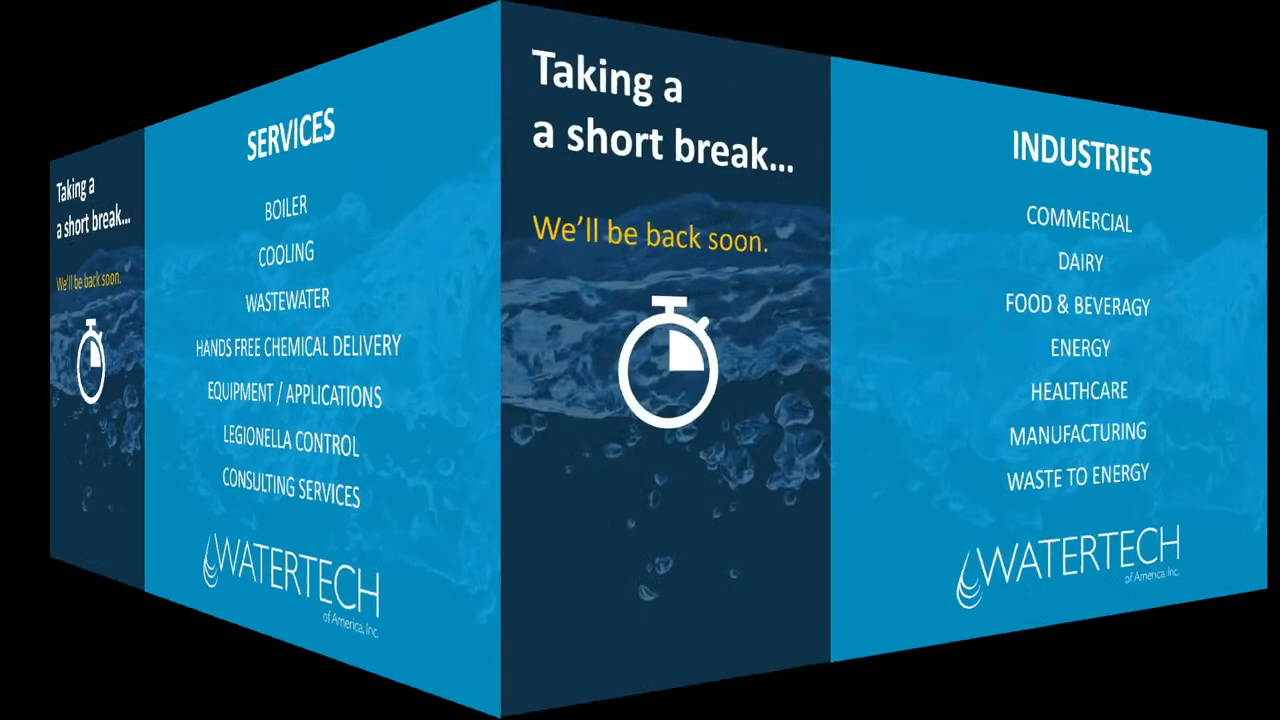 Taking a
a short break...
We'll be back soon.
SERVICES
BOILER
COOLING
WASTEWATER
HANDS FREE CHEMICAL DELIVERY
EQUIPMENT / APPLICATIONS
LEGIONELLA CONTROL
CONSULTING SERVICES
WATERTECH
of America, Inc.
Taking a
a short break...
We'll be back soon.
INDUSTRIES
COMMERCIAL
DAIRY
FOOD & BEVERAGY
ENERGY
HEALTHCARE
MANUFACTURING
WASTE TO ENERGY
WATERTECH
of America, Inc.